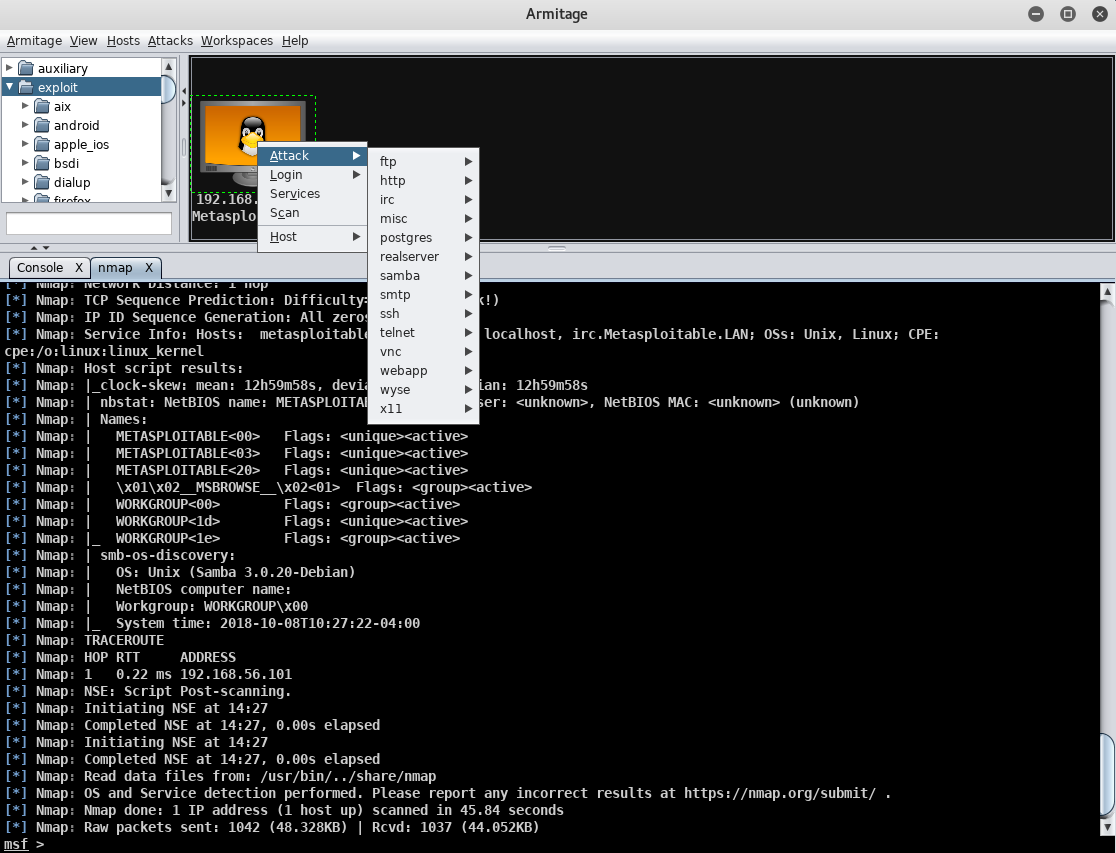 Armitage
Armitage View Hosts Attacks Workspaces Help
auxiliary
exploit
aix
android
apple_ios
bsdi
dialup
firefox
192.168.
Metasplo
Attack
Login
Services
Scan
Host
ftp
http
irc
misc
postgres
realserver
samba
smtp
ssh
telnet
vnc
webapp
wyse
x11
Console X nmap X
[*] Nmap: Network Distance: 1 hop
[*] Nmap: TCP Sequence Prediction: Difficulty= !)
[*] Nmap: IP ID Sequence Generation: All zeros
[*] Nmap: Service Info: Hosts:  metasploitable localhost, irc.Metasploitable.LAN; OSs: Unix, Linux; CPE:
cpe:/o:linux:linux_kernel
[*] Nmap: Host script results:
[*] Nmap: |_clock-skew: mean: 12h59m58s, devia ian: 12h59m58s
[*] Nmap: | nbstat: NetBIOS name: METASPLOITA ser: <unknown>, NetBIOS MAC: <unknown> (unknown)
[*] Nmap: | Names:
[*] Nmap: |   METASPLOITABLE<00>   Flags: <unique><active>
[*] Nmap: |   METASPLOITABLE<03>   Flags: <unique><active>
[*] Nmap: |   METASPLOITABLE<20>   Flags: <unique><active>
[*] Nmap: |   \x01\x02__MSBROWSE__\x02<01>  Flags: <group><active>
[*] Nmap: |   WORKGROUP<00>        Flags: <group><active>
[*] Nmap: |   WORKGROUP<1d>        Flags: <unique><active>
[*] Nmap: |_  WORKGROUP<1e>        Flags: <group><active>
[*] Nmap: | smb-os-discovery:
[*] Nmap: |   OS: Unix (Samba 3.0.20-Debian)
[*] Nmap: |   NetBIOS computer name:
[*] Nmap: |   Workgroup: WORKGROUP\x00
[*] Nmap: |_  System time: 2018-10-08T10:27:22-04:00
[*] Nmap: TRACEROUTE
[*] Nmap: HOP RTT     ADDRESS
[*] Nmap: 1   0.22 ms 192.168.56.101
[*] Nmap: NSE: Script Post-scanning.
[*] Nmap: Initiating NSE at 14:27
[*] Nmap: Completed NSE at 14:27, 0.00s elapsed
[*] Nmap: Initiating NSE at 14:27
[*] Nmap: Completed NSE at 14:27, 0.00s elapsed
[*] Nmap: Read data files from: /usr/bin/../share/nmap
[*] Nmap: OS and Service detection performed. Please report any incorrect results at https://nmap.org/submit/ .
[*] Nmap: Nmap done: 1 IP address (1 host up) scanned in 45.84 seconds
[*] Nmap: Raw packets sent: 1042 (48.328KB) | Rcvd: 1037 (44.052KB)
msf >